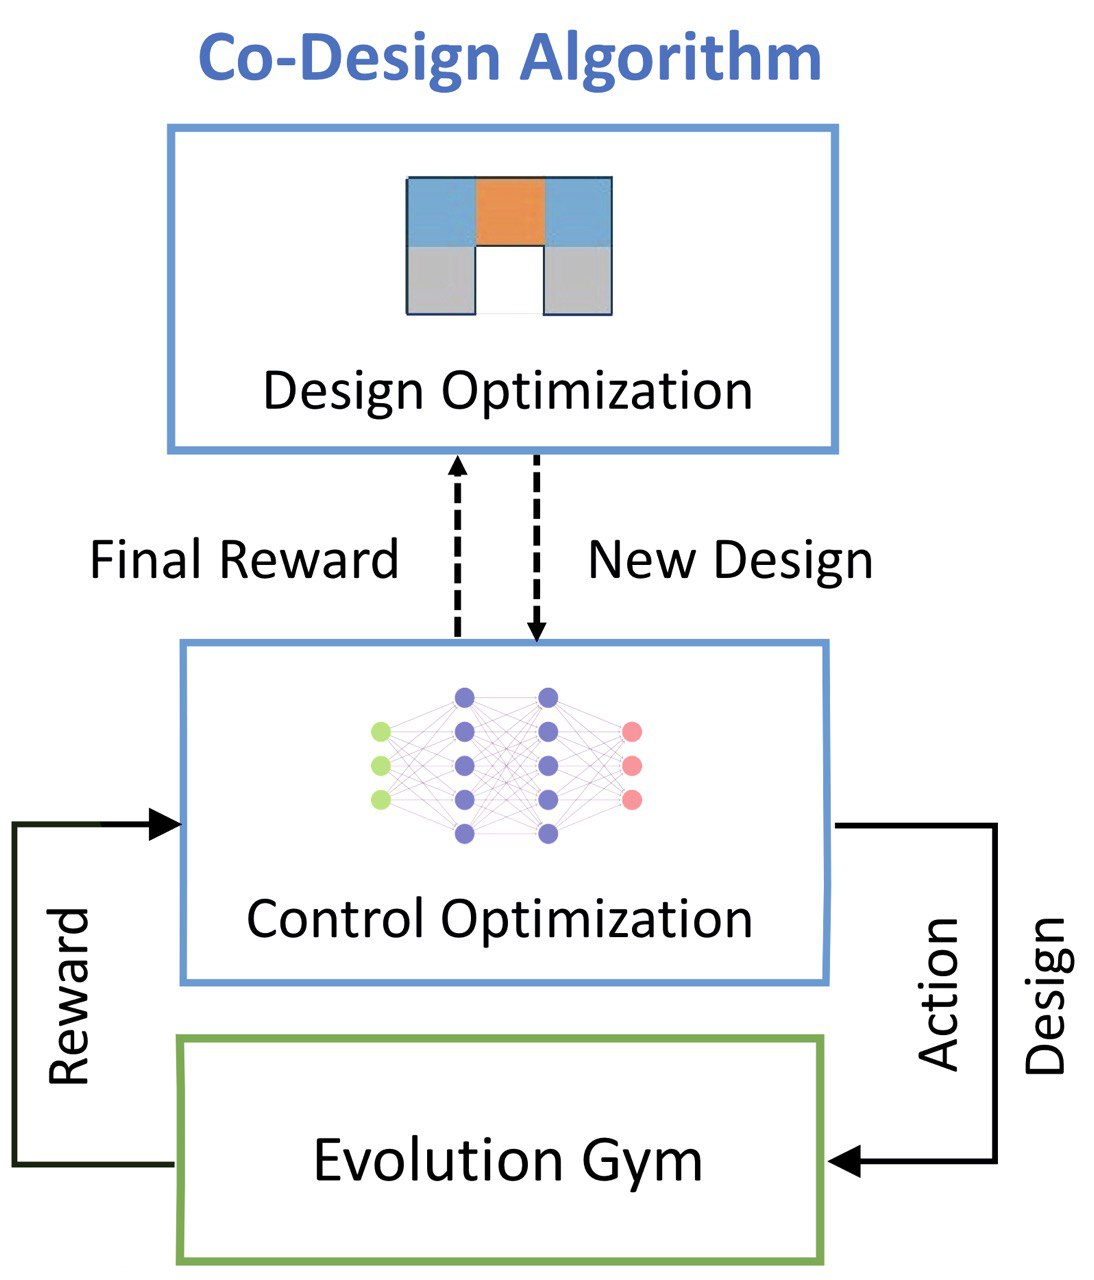 Co-Design Algorithm
Design Optimization
Final Reward
New Design
Control Optimization
Reward
Action
Design
Evolution Gym